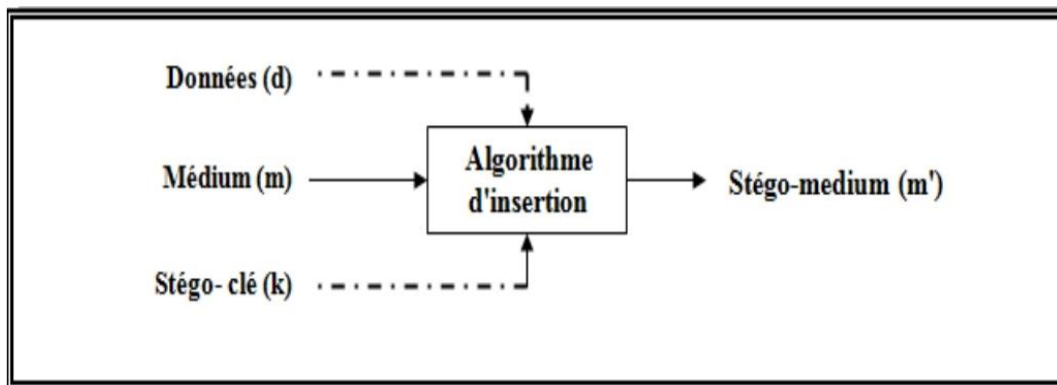 Données (d)
Médium (m)
Algorithme
d'insertion
Stégo-medium (m')
Stégo- clé (k)